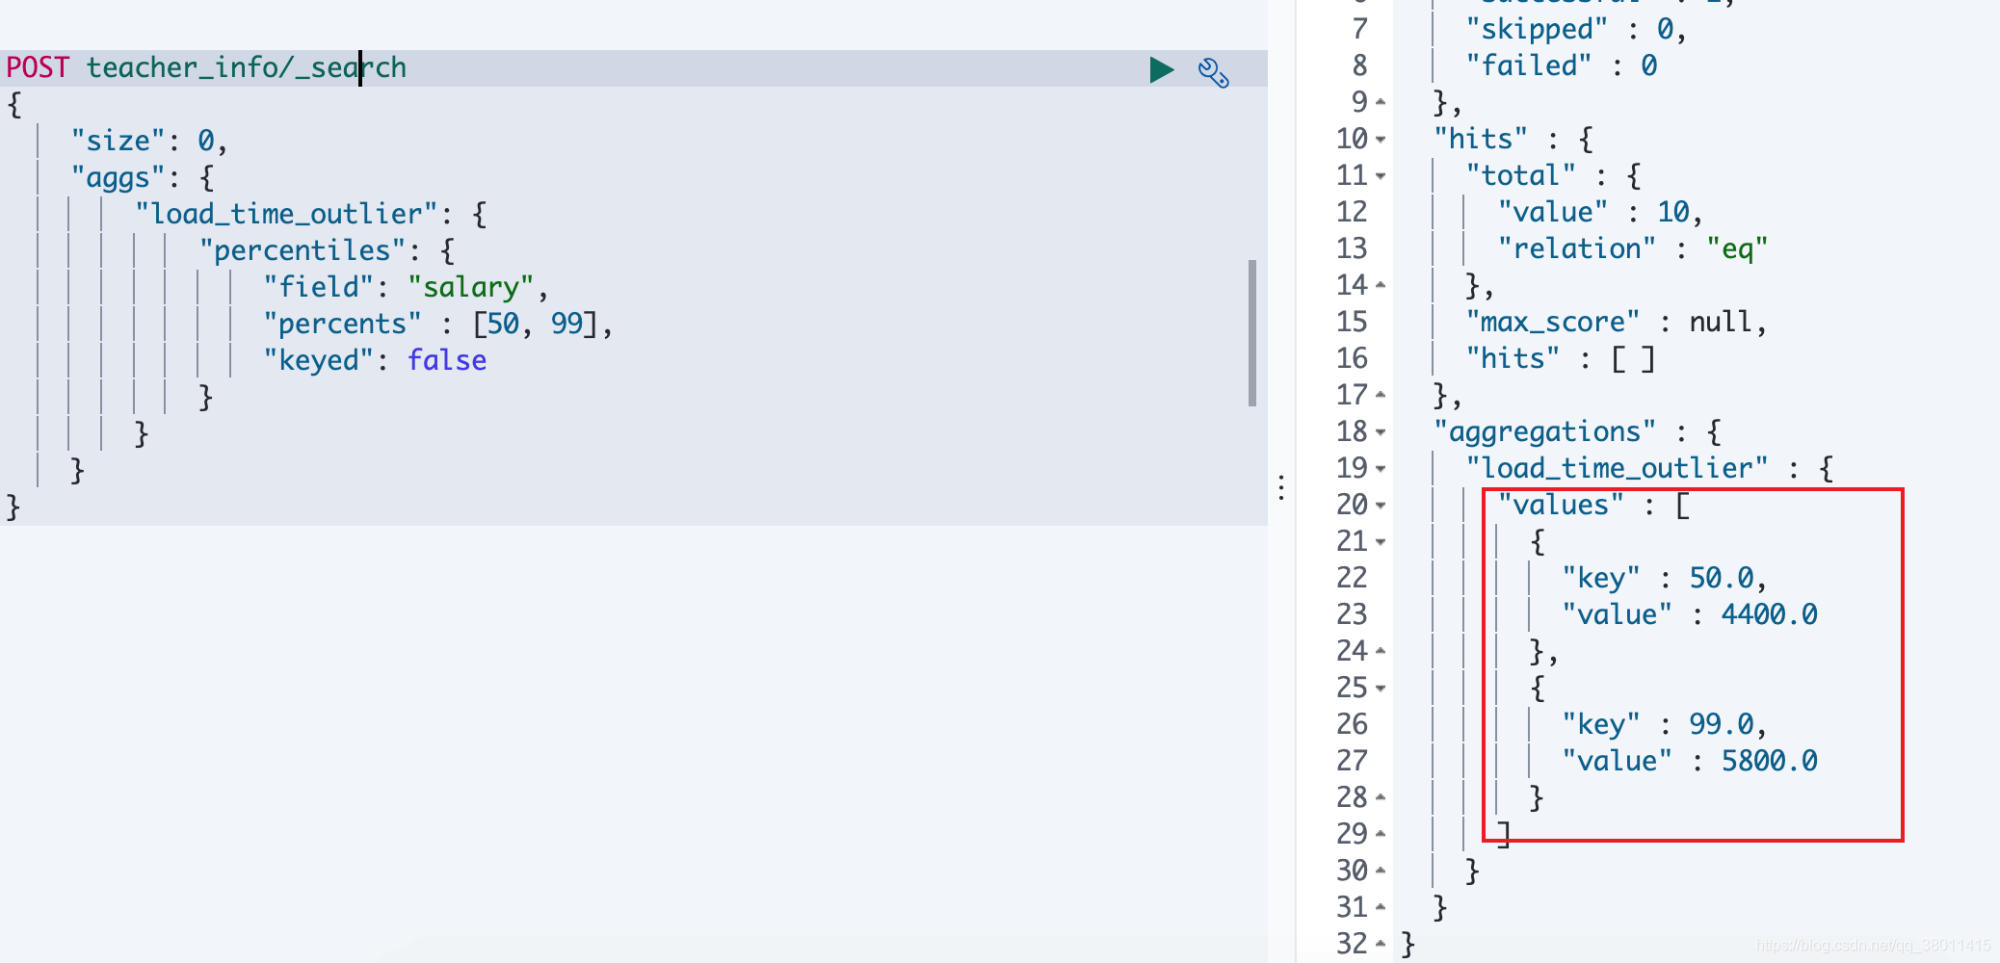 POST teacher_info/_search
{
"size": 0,
"aggs": {
"load_time_outlier": {
"percentiles": {
"field": "salary",
"percents" : [50, 99],
"keyed": false
}
}
}
}
7 "skipped" : 0,
8 "failed" : 0
9 },
10 "hits" : {
11 "total" : {
12 "value" : 10,
13 "relation" : "eq"
14 },
15 "max_score" : null,
16 "hits" : [ ]
17 },
18 "aggregations" : {
19 "load_time_outlier" : {
20 "values" : [
21 {
22 "key" : 50.0,
23 "value" : 4400.0
24 },
25 {
26 "key" : 99.0,
27 "value" : 5800.0
28 }
29 ]
30 }
31 }
32 }
https://blog.csdn.net/qq_38011415